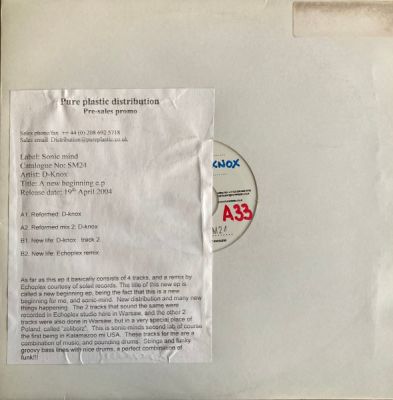 Pure plastic distribution
Pre-sales promo
Sales phone/fax ++ 44 (0) 208 692 5718
Sales email: Distribution@pureplastic.co.uk
Label: Sonic mind
Catalogue No: SM24
Artist: D-Knox
Title: A new beginning e.p
Release date: 19th April 2004
A1. Reformed: D-knox
A2. Reformed mix 2: D-knox
B1. New life: D-knox track 2
B2. New life: Echoplex remix
As far as this ep it basically consists of 4 tracks, and a remix by
Echoplex courtesy of soleil records. The title of this new ep is
called a new beginning ep, being the fact that this is a new
beginning for me, and sonic-mind. New distribution and many new
things happening. The 2 tracks that sound the same were
recorded in Echoplex studio here in Warsaw, and the other 2
tracks were also done in Warsaw, but in a very special place of
Poland, called "zoliborz". This is sonic-minds second lab of course
the first being in Kalamazoo mi USA. These tracks for me are a
combination of music, and pounding drums. Strings and funky
groovy bass lines with nice drums, a perfect combination of
funk!!!
KNOX
A33
SM24